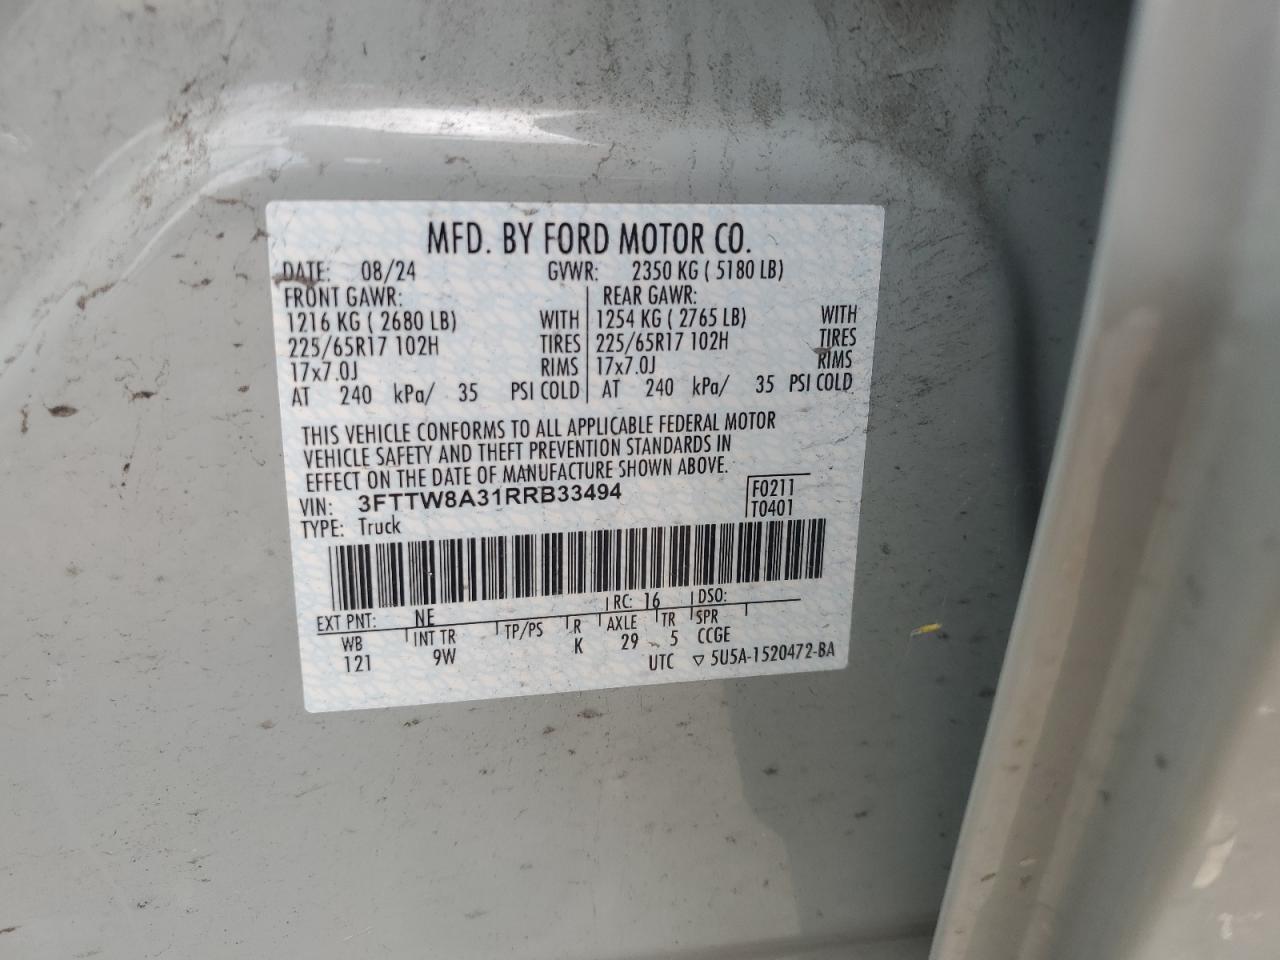 MFD. BY FORD MOTOR CO.
DATE: 08/24 GVWR: 2350 KG ( 5180 LB)
FRONT GAWR: REAR GAWR:
1216 KG ( 2680 LB) WITH 1254 KG ( 2765 LB) WITH
225/65R17 102H TIRES 225/65R17 102H TIRES
17x7.0J RIMS 17x7.0J RIMS
AT 240 kPa/ 35 PSI COLD AT 240 kPa/ 35 PSI COLD
THIS VEHICLE CONFORMS TO ALL APPLICABLE FEDERAL MOTOR
VEHICLE SAFETY AND THEFT PREVENTION STANDARDS IN
EFFECT ON THE DATE OF MANUFACTURE SHOWN ABOVE.
VIN: 3FTTW8A31RRB33494 F0211
TYPE: Truck T0401
EXT PNT: NE RC: 16 DSO:
WB INT TR TP/PS R AXLE TR SPR
121 9W K 29 5 CCGE
UTC ▽ 5U5A-1520472-BA